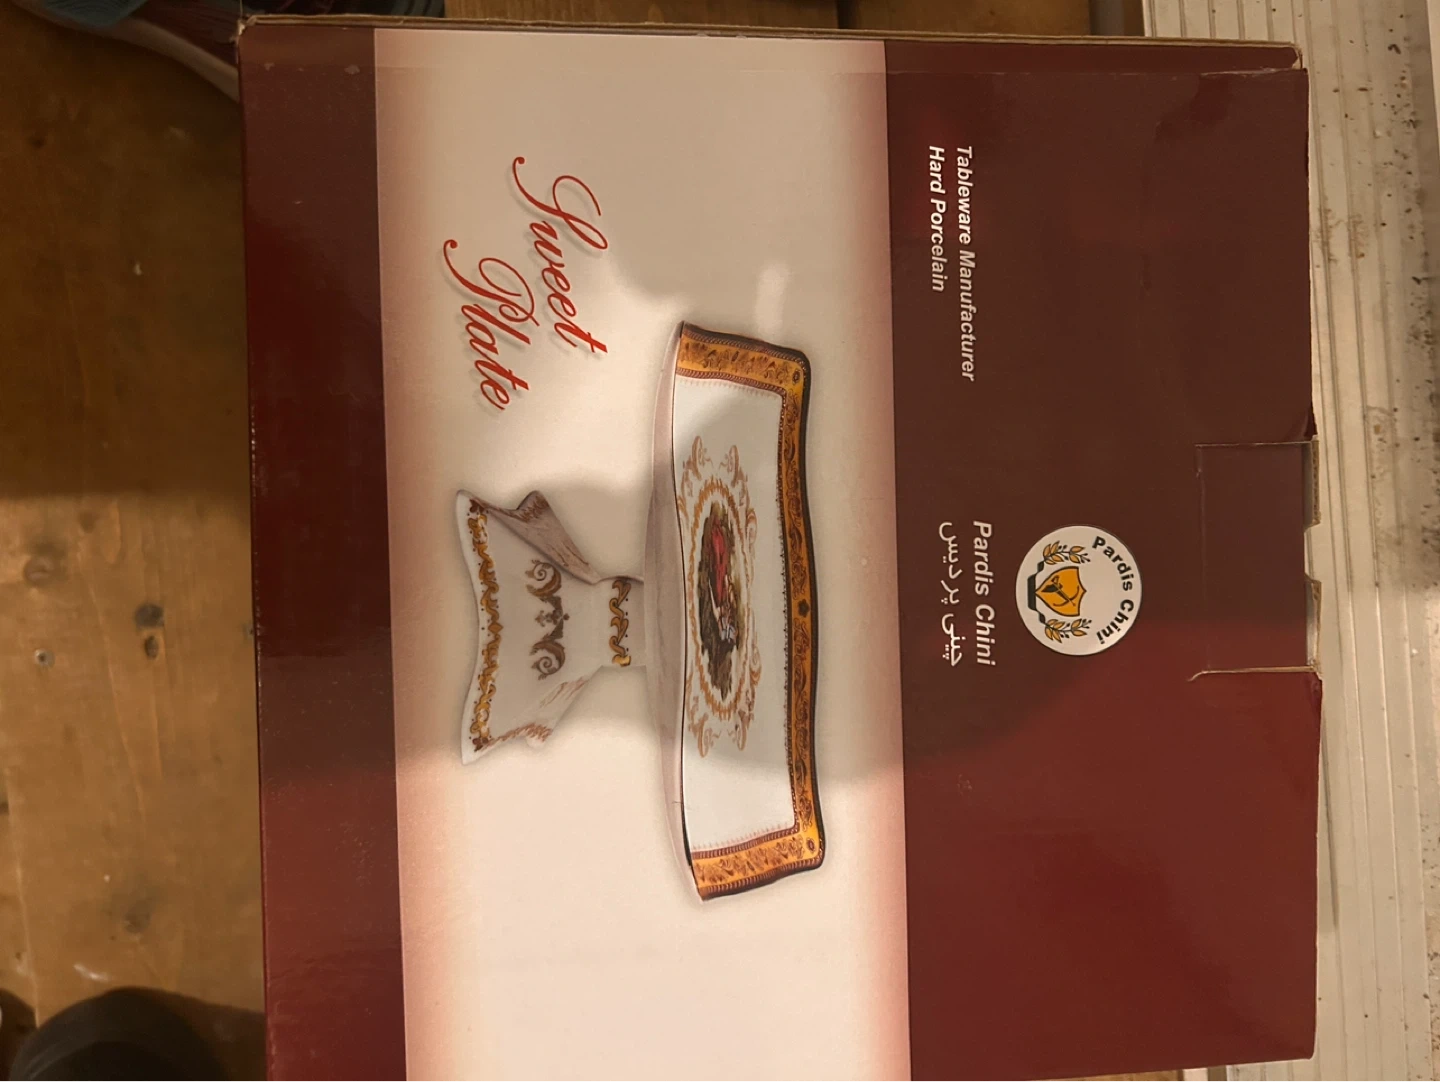 Pardis Chini
Pardis Chini
چینی پردیس
Tableware Manufacturer
Hard Porcelain
Sweet
Plate